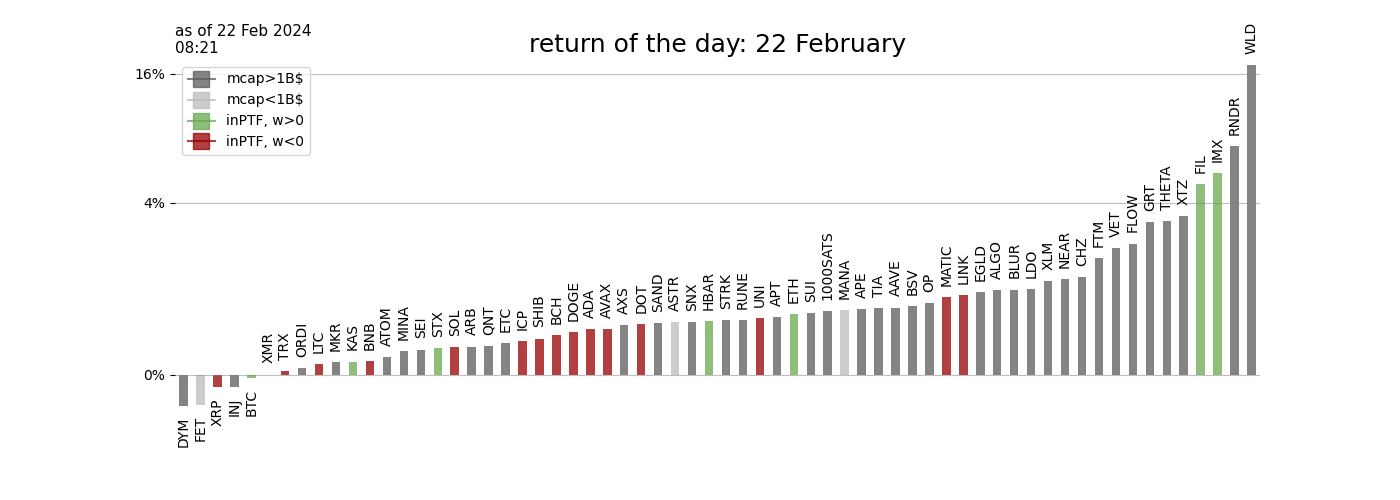 as of 22 Feb 2024
08:21
return of the day: 22 February
16%
4%
0%
mcap>1B$
mcap<1B$
inPTF, w>0
inPTF, w<0
DYM
FET
XRP
INJ
BTC
XMR
TRX
ORDI
LTC
MKR
KAS
BNB
ATOM
MINA
SEI
STX
SOL
ARB
QNT
ETC
ICP
SHIB
BCH
DOGE
ADA
AVAX
AXS
DOT
SAND
ASTR
SNX
HBAR
STRK
RUNE
UNI
APT
ETH
SUI
1000SATS
MANA
APE
TIA
AAVE
BSV
OP
MATIC
LINK
EGLD
ALGO
BLUR
LDO
XLM
NEAR
CHZ
FTM
VET
FLOW
GRT
THETA
XTZ
FIL
IMX
RNDR
WLD